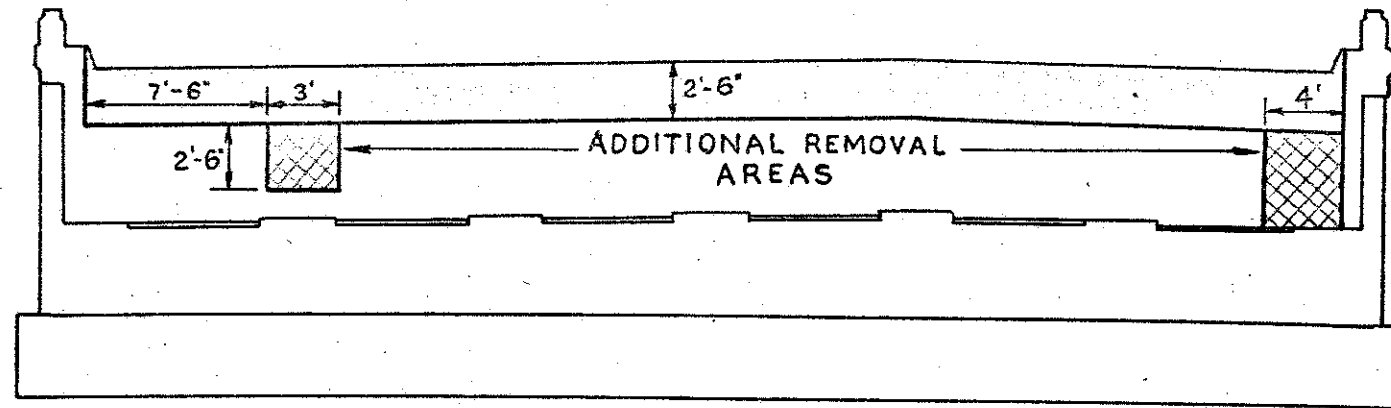 7'-6"
3'
2'-6"
4'
2'-6"
ADDITIONAL REMOVAL
AREAS